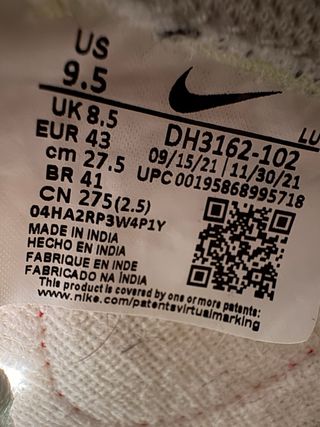 US
9.5
UK 8.5
EUR 43
cm 27.5
BR 41
CN 275(2.5)
04HA2RP3W4P1Y
MADE IN INDIA
HECHO EN INDIA
FABRIQUE EN INDE
FABRICADO NA ÍNDIA
LU
DH3162-102
09/15/21 | 11/30/21
UPC 00195868995718
This product is covered by one or more patents:
www.nike.com/patentsvirtualmarking